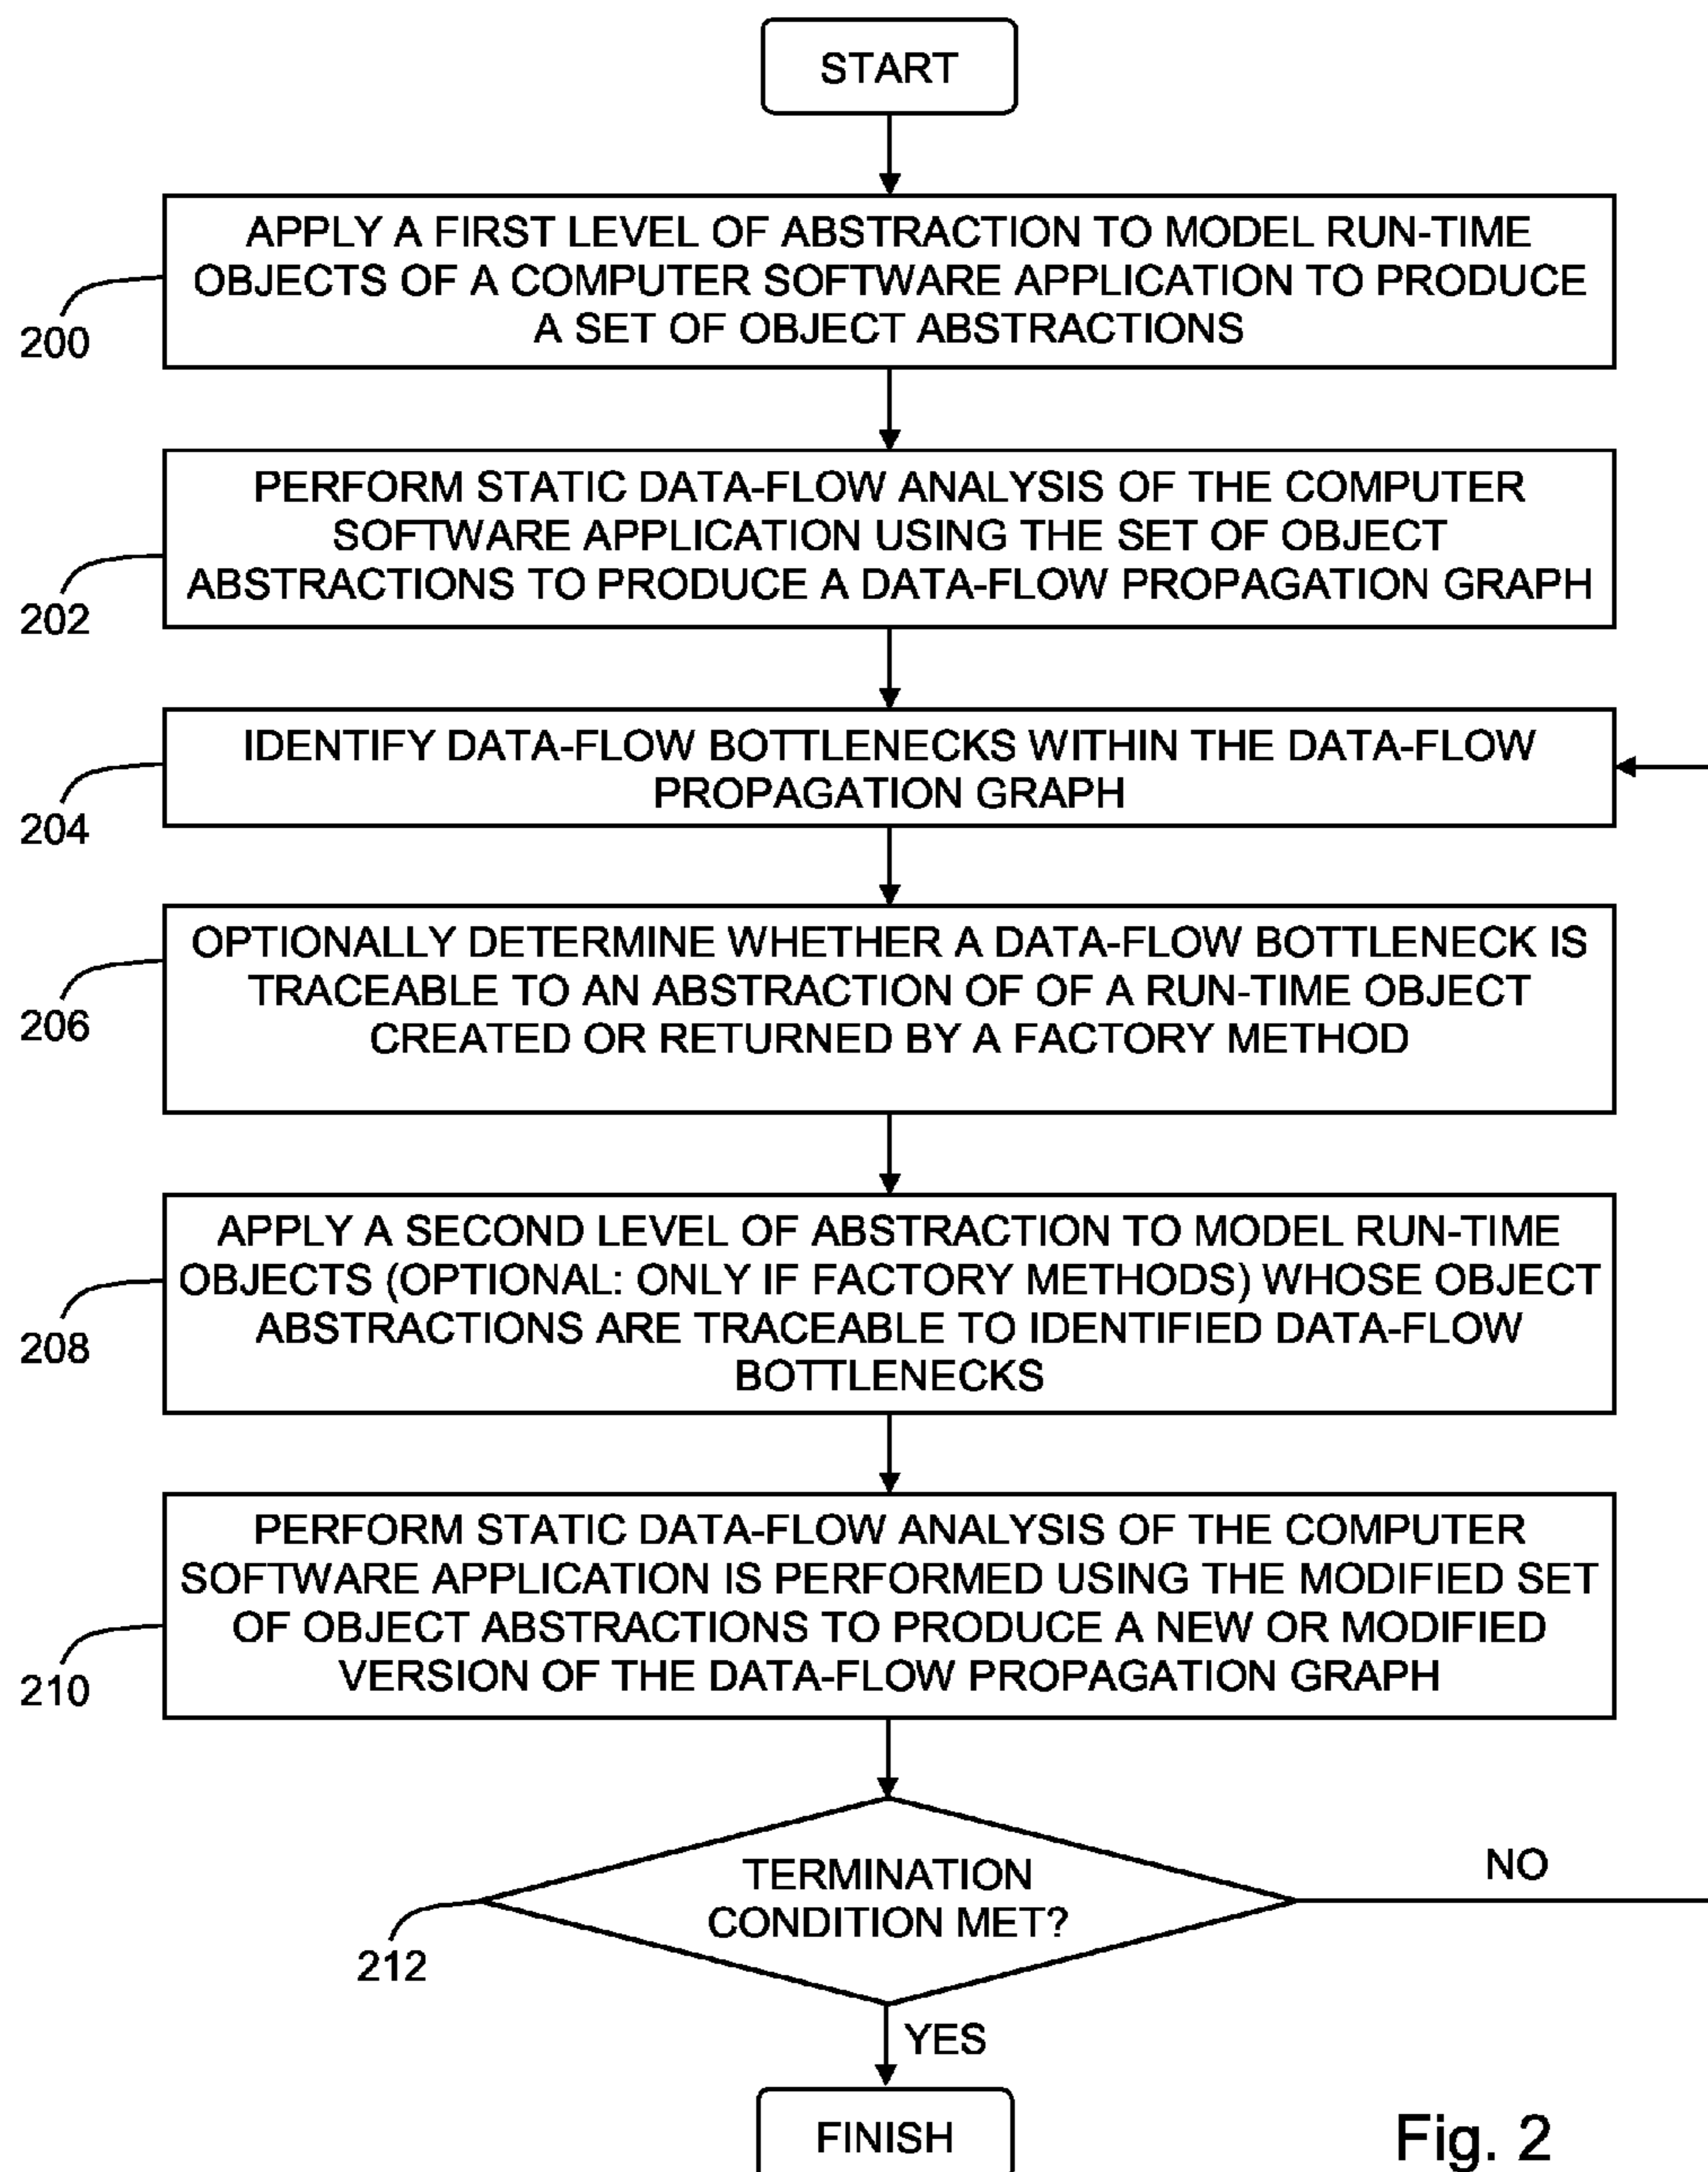 START
APPLY A FIRST LEVEL OF ABSTRACTION TO MODEL RUN-TIME
OBJECTS OF A COMPUTER SOFTWARE APPLICATION TO PRODUCE
A SET OF OBJECT ABSTRACTIONS
200
PERFORM STATIC DATA-FLOW ANALYSIS OF THE COMPUTER
SOFTWARE APPLICATION USING THE SET OF OBJECT
ABSTRACTIONS TO PRODUCE A DATA-FLOW PROPAGATION GRAPH
202
IDENTIFY DATA-FLOW BOTTLENECKS WITHIN THE DATA-FLOW
PROPAGATION GRAPH
204
OPTIONALLY DETERMINE WHETHER A DATA-FLOW BOTTLENECK IS
TRACEABLE TO AN ABSTRACTION OF OF A RUN-TIME OBJECT
CREATED OR RETURNED BY A FACTORY METHOD
206
APPLY A SECOND LEVEL OF ABSTRACTION TO MODEL RUN-TIME
OBJECTS (OPTIONAL: ONLY IF FACTORY METHODS) WHOSE OBJECT
ABSTRACTIONS ARE TRACEABLE TO IDENTIFIED DATA-FLOW
BOTTLENECKS
208
PERFORM STATIC DATA-FLOW ANALYSIS OF THE COMPUTER
SOFTWARE APPLICATION IS PERFORMED USING THE MODIFIED SET
OF OBJECT ABSTRACTIONS TO PRODUCE A NEW OR MODIFIED
VERSION OF THE DATA-FLOW PROPAGATION GRAPH
210
TERMINATION
CONDITION MET?
NO
212
YES
FINISH
Fig. 2